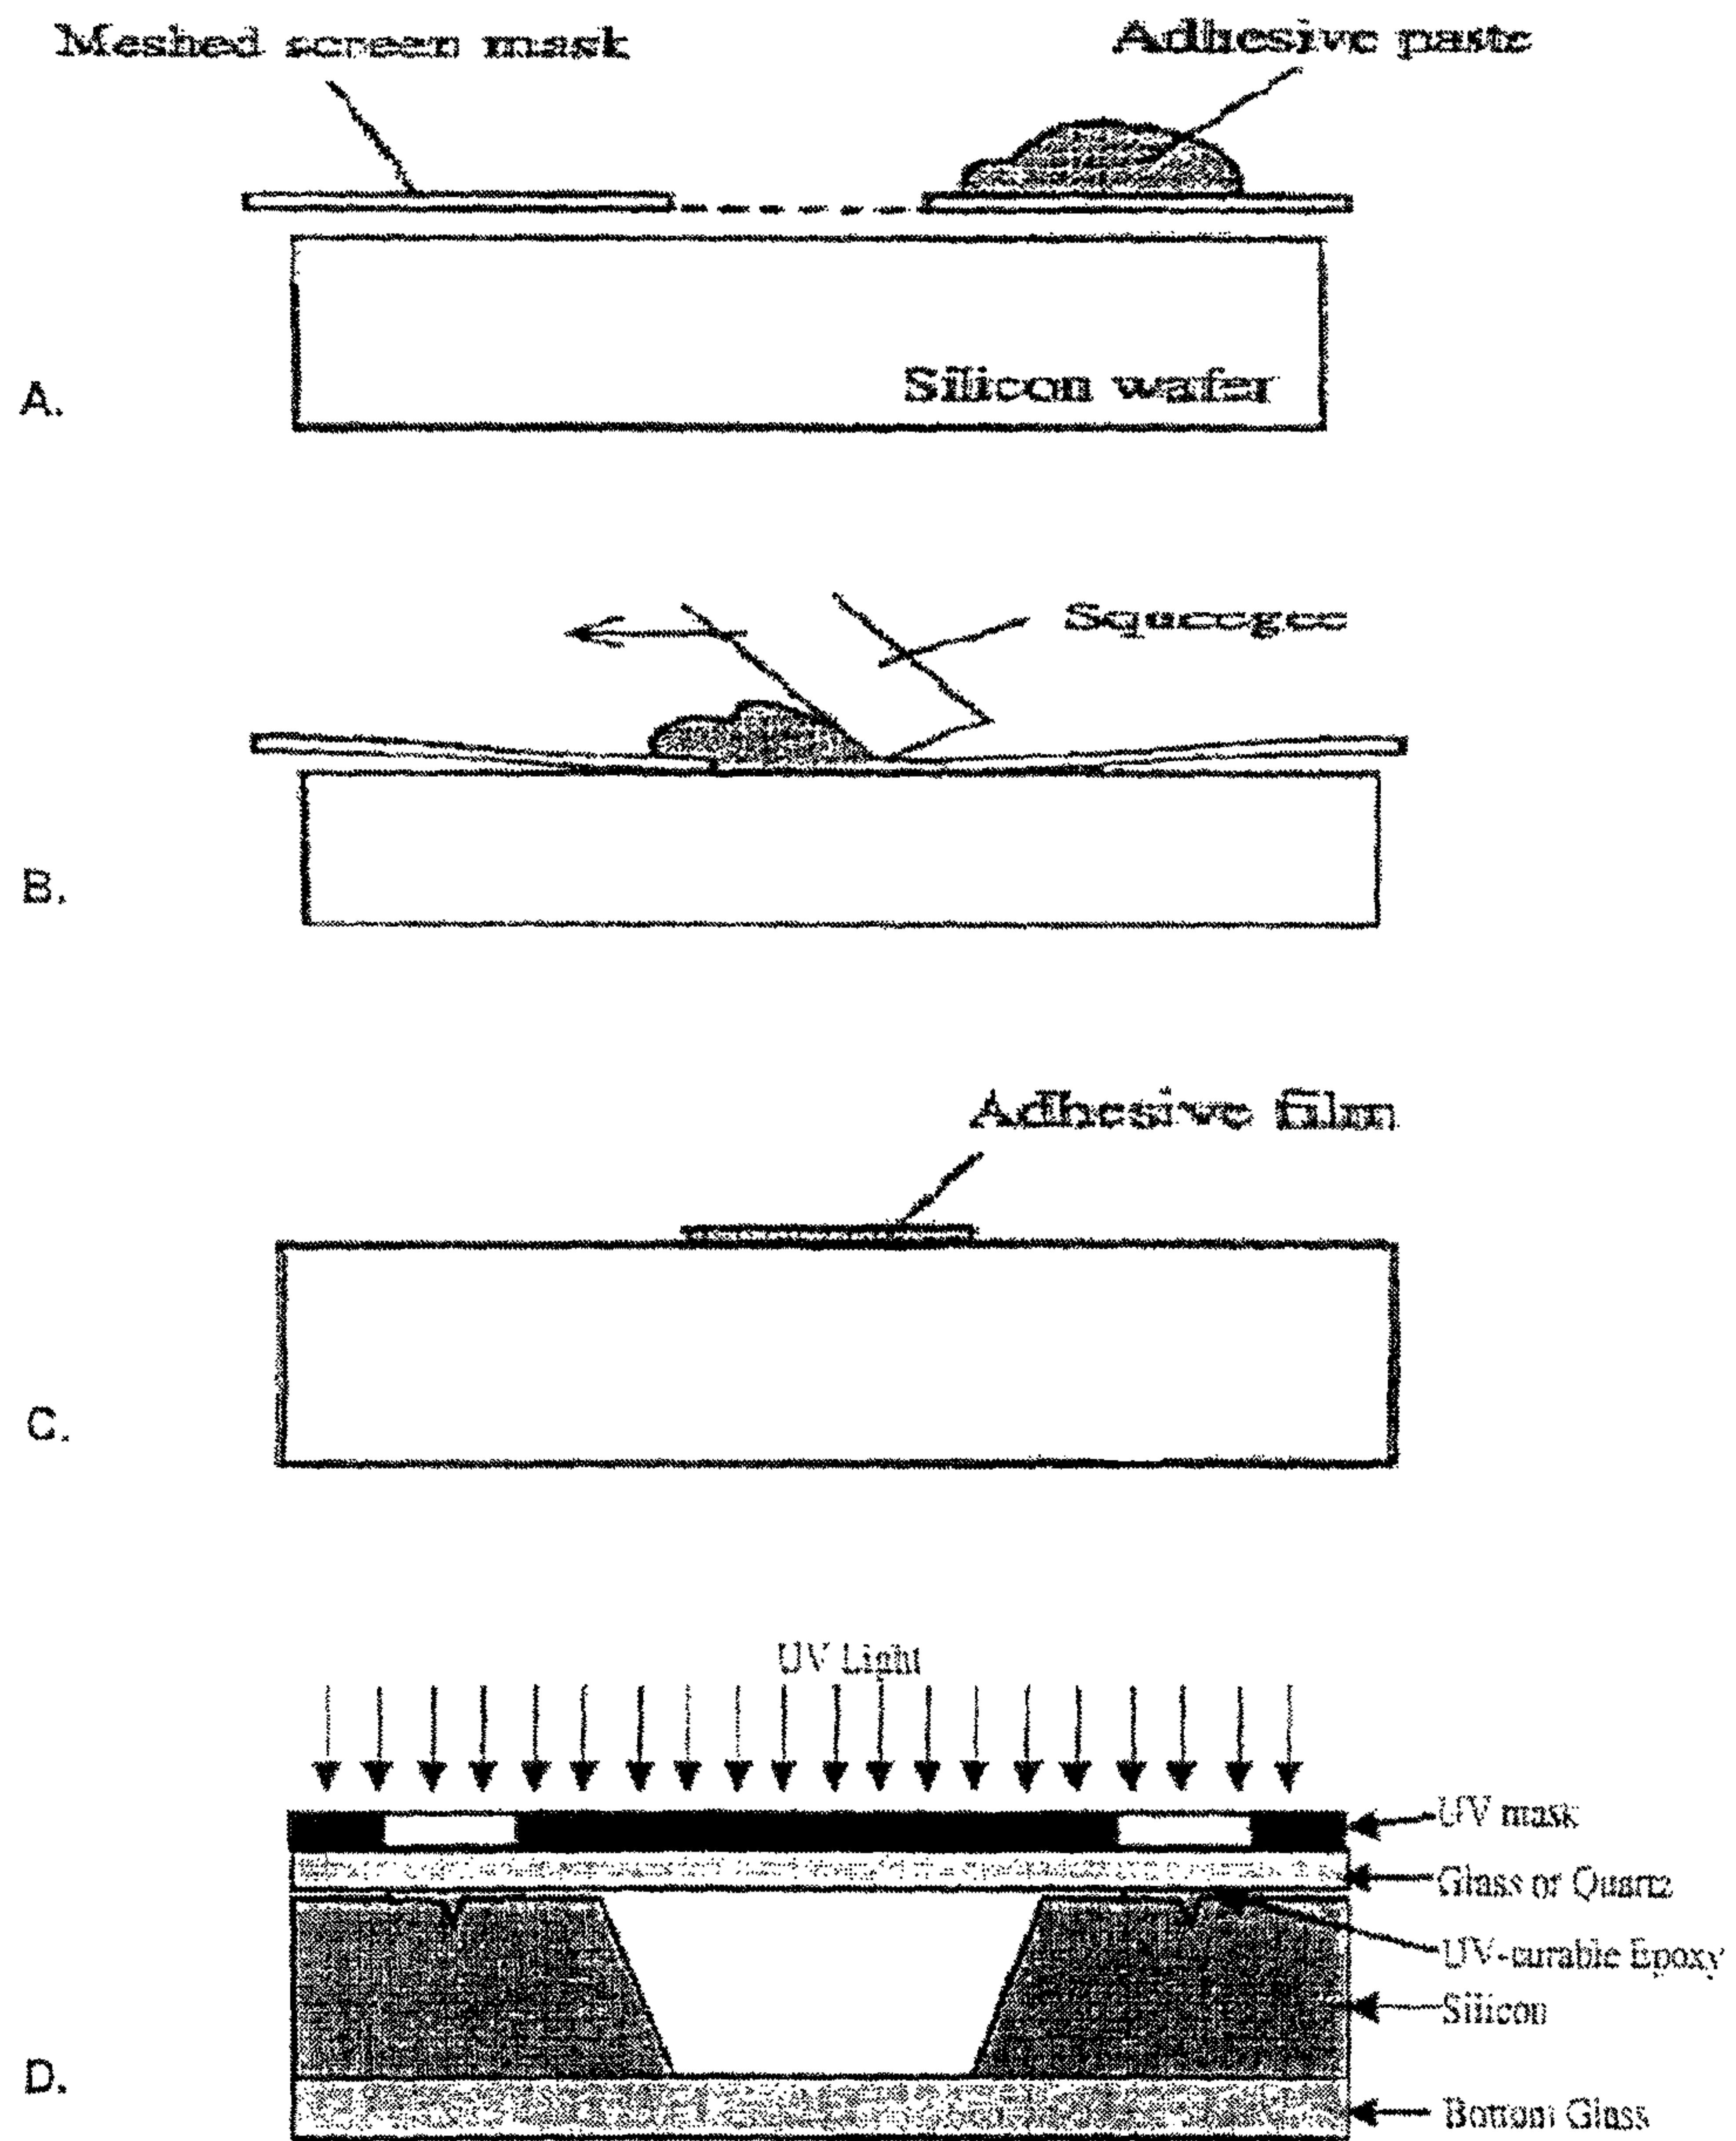 Meshed screen mask
Adhesive paste
Silicon wafer
A.
Squeegee
B.
Adhesive film
C.
UV Light
UV mask
Glass or Quartz
UV-curable Epoxy
Silicon
D.
Bottom Glass